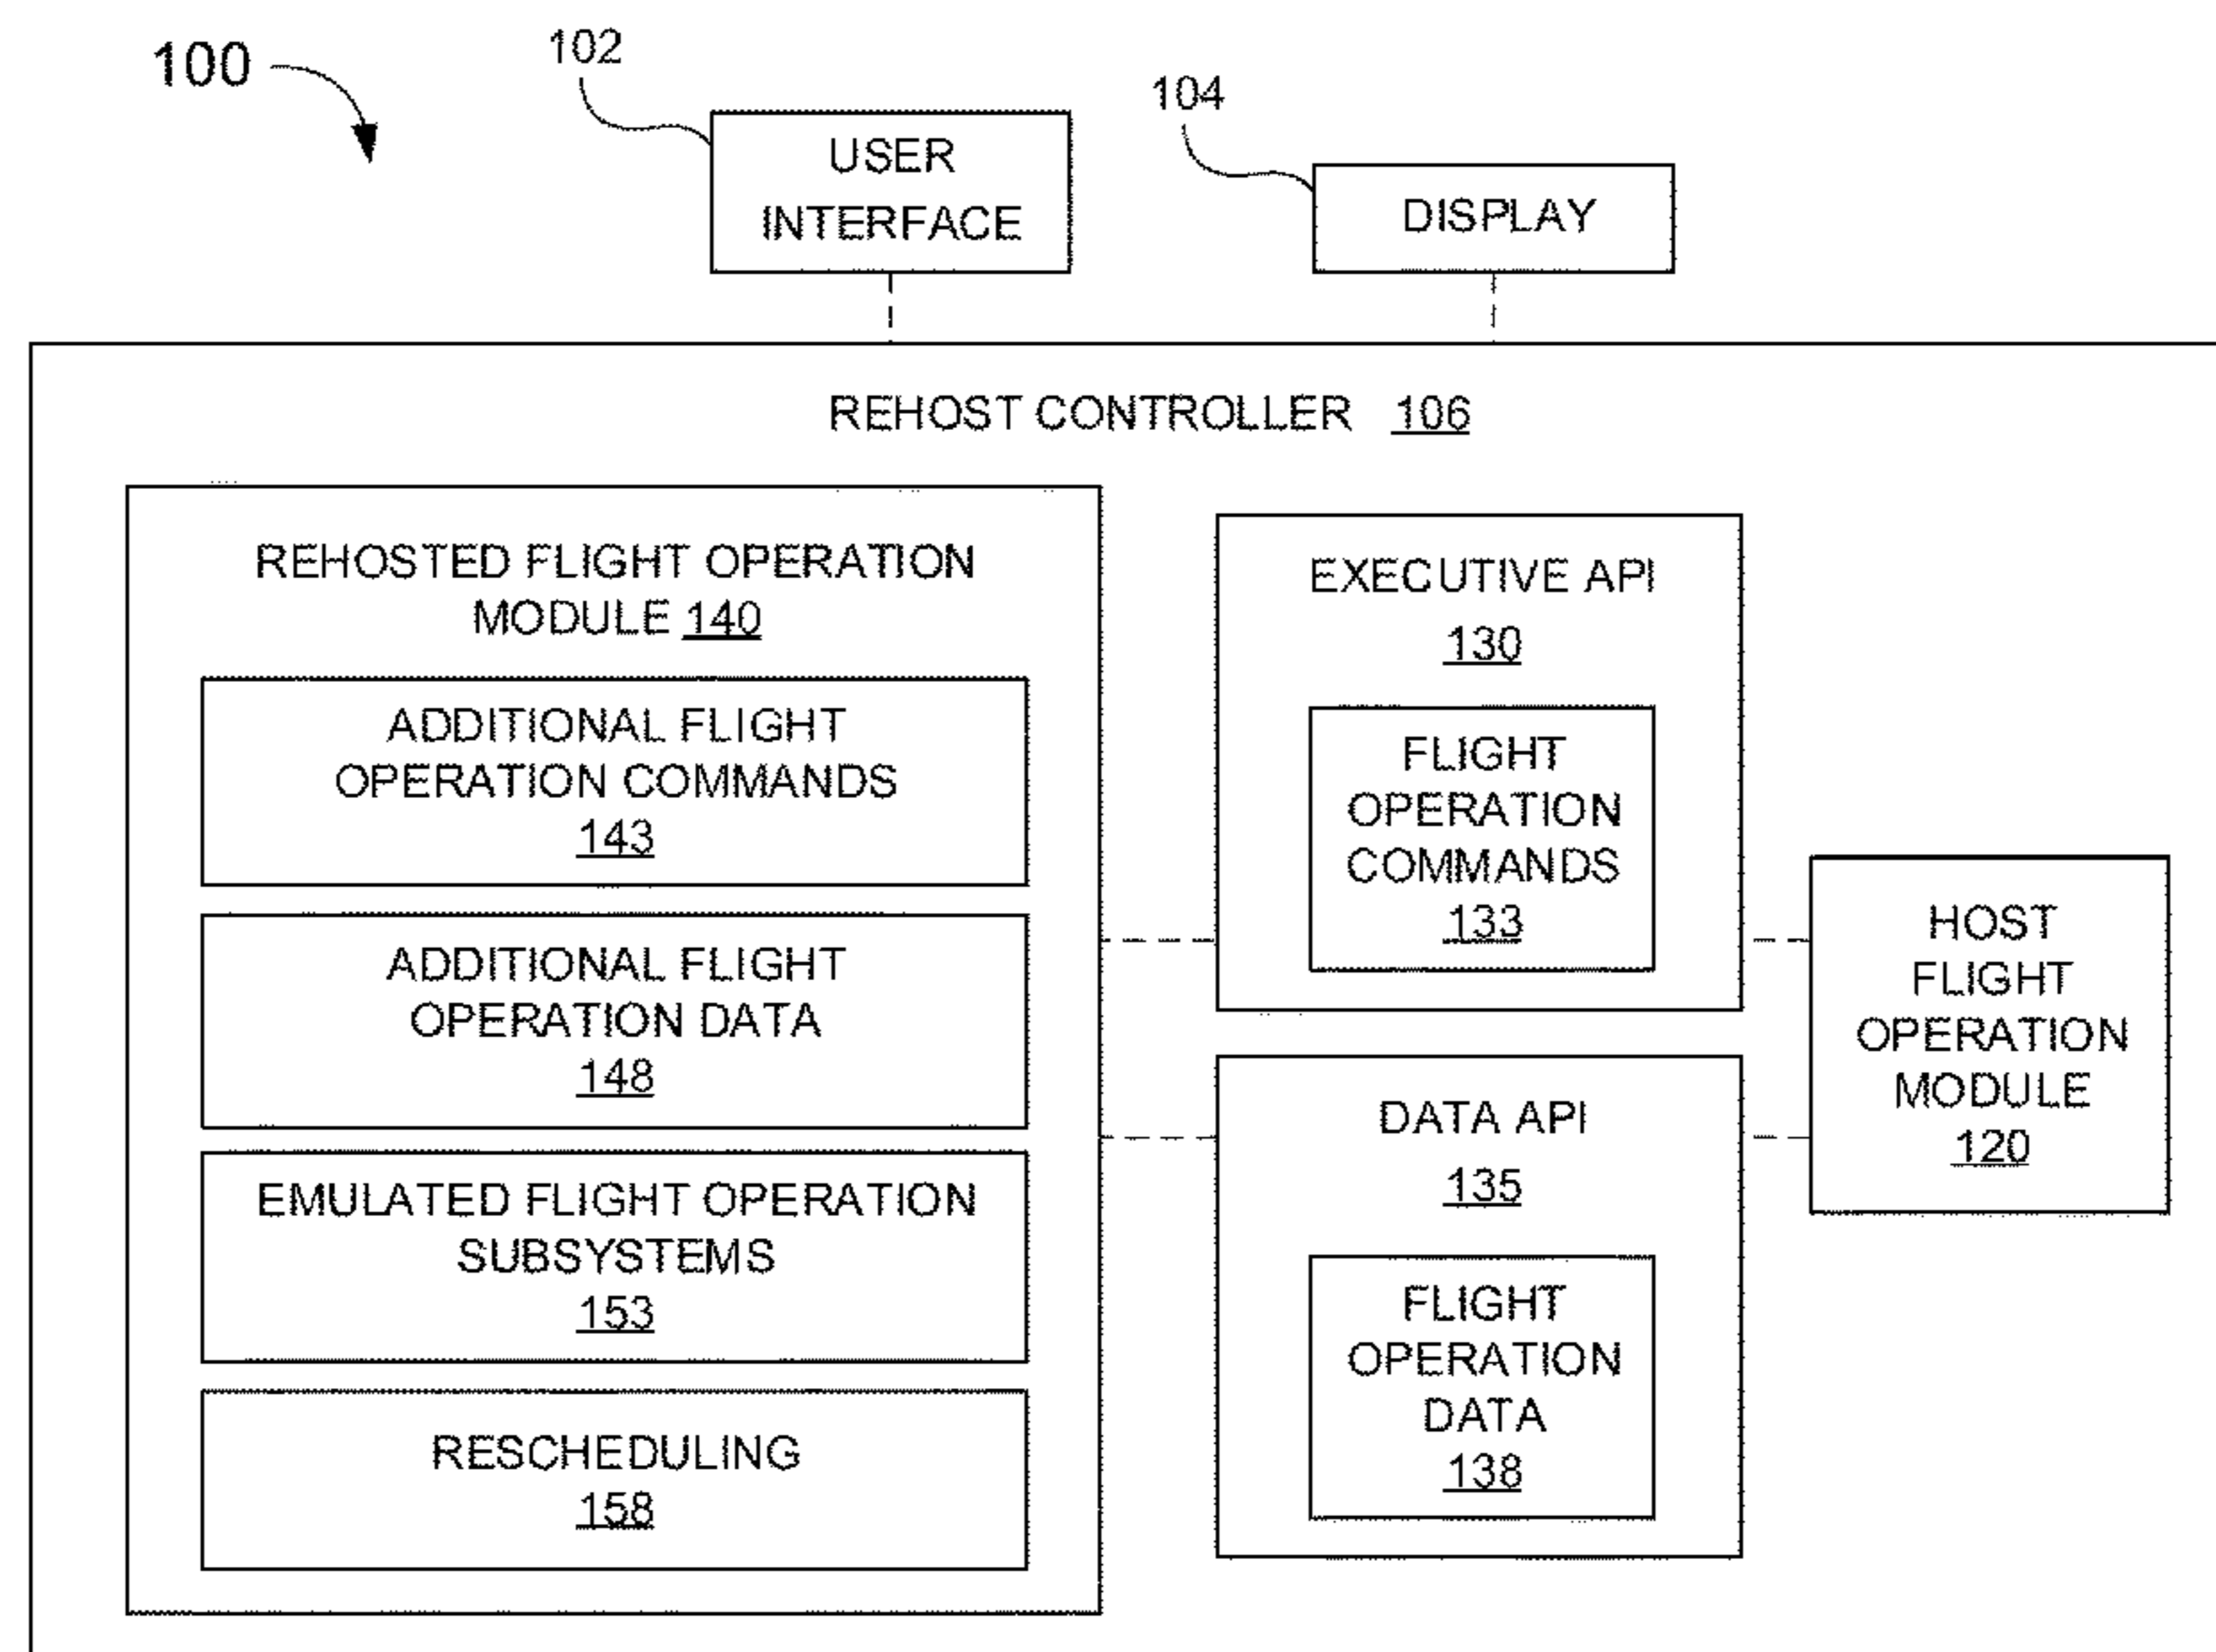 100
102
104
USER
INTERFACE
DISPLAY
REHOST CONTROLLER 106
REHOSTED FLIGHT OPERATION
MODULE 140
ADDITIONAL FLIGHT
OPERATION COMMANDS
143
ADDITIONAL FLIGHT
OPERATION DATA
148
EMULATED FLIGHT OPERATION
SUBSYSTEMS
153
RESCHEDULING
158
EXECUTIVE API
130
FLIGHT
OPERATION
COMMANDS
133
DATA API
135
FLIGHT
OPERATION
DATA
138
HOST
FLIGHT
OPERATION
MODULE
120